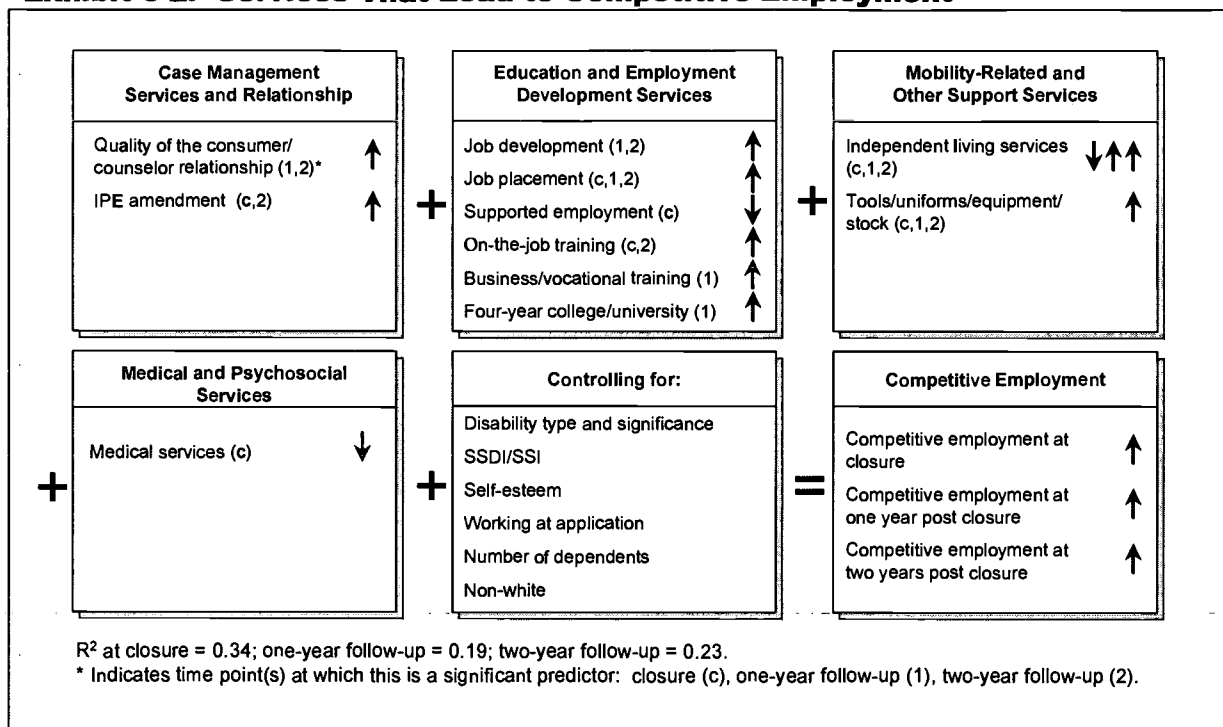 Exhibit Services That Lead to Competitive Employment
Case Management
Services and Relationship
Quality of the consumer/
counselor relationship (1,2)* ↑
IPE amendment (c,2) ↑
+
Education and Employment
Development Services
Job development (1,2) ↑
Job placement (c,1,2) ↑
Supported employment (c) ↓
On-the-job training (c,2) ↑
Business/vocational training (1) ↑
Four-year college/university (1) ↑
+
Mobility-Related and
Other Support Services
Independent living services ↓↑↑
(c,1,2)
Tools/uniforms/equipment/ ↑
stock (c,1,2)
+
Medical and Psychosocial
Services
Medical services (c) ↓
+
Controlling for:
Disability type and significance
SSDI/SSI
Self-esteem
Working at application
Number of dependents
Non-white
=
Competitive Employment
Competitive employment at
closure ↑
Competitive employment at
one year post closure ↑
Competitive employment at
two years post closure ↑
R² at closure = 0.34; one-year follow-up = 0.19; two-year follow-up = 0.23.
* Indicates time point(s) at which this is a significant predictor: closure (c), one-year follow-up (1), two-year follow-up (2).